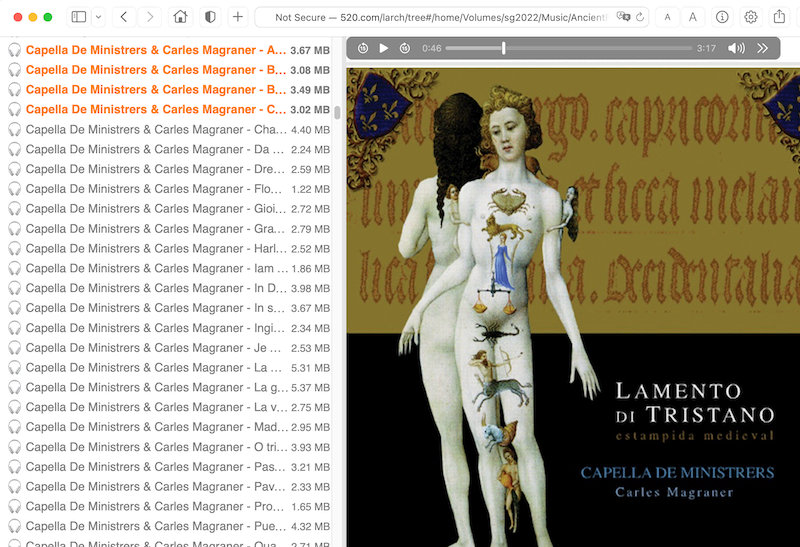 Not Secure — 520.com/larch/tree#/home/Volumes/sg2022/Music/Ancient
A A
Capella De Ministrers & Carles Magraner - A... 3.67 MB
Capella De Ministrers & Carles Magraner - B... 3.08 MB
Capella De Ministrers & Carles Magraner - B... 3.49 MB
Capella De Ministrers & Carles Magraner - C... 3.02 MB
Capella De Ministrers & Carles Magraner - Cha... 4.40 MB
Capella De Ministrers & Carles Magraner - Da ... 2.24 MB
Capella De Ministrers & Carles Magraner - Dre... 2.59 MB
Capella De Ministrers & Carles Magraner - Flo... 1.22 MB
Capella De Ministrers & Carles Magraner - Gioi... 2.72 MB
Capella De Ministrers & Carles Magraner - Gra... 2.79 MB
Capella De Ministrers & Carles Magraner - Harl... 2.52 MB
Capella De Ministrers & Carles Magraner - Iam ... 1.86 MB
Capella De Ministrers & Carles Magraner - In D... 3.98 MB
Capella De Ministrers & Carles Magraner - In s... 3.67 MB
Capella De Ministrers & Carles Magraner - Ingi... 2.34 MB
Capella De Ministrers & Carles Magraner - Je ... 2.53 MB
Capella De Ministrers & Carles Magraner - La ... 5.31 MB
Capella De Ministrers & Carles Magraner - La g... 5.37 MB
Capella De Ministrers & Carles Magraner - La v... 2.75 MB
Capella De Ministrers & Carles Magraner - Mad... 2.95 MB
Capella De Ministrers & Carles Magraner - O tri... 3.93 MB
Capella De Ministrers & Carles Magraner - Pas... 3.21 MB
Capella De Ministrers & Carles Magraner - Pav... 2.33 MB
Capella De Ministrers & Carles Magraner - Pro... 1.65 MB
Capella De Ministrers & Carles Magraner - Pue... 4.32 MB
Capella De Ministrers & Carles Magraner - Qua... 2.71 MB
0:46 3:17
capricorn
et sicca melan
occidentalia
LAMENTO
DI TRISTANO
estampida medieval
CAPELLA DE MINISTRERS
Carles Magraner